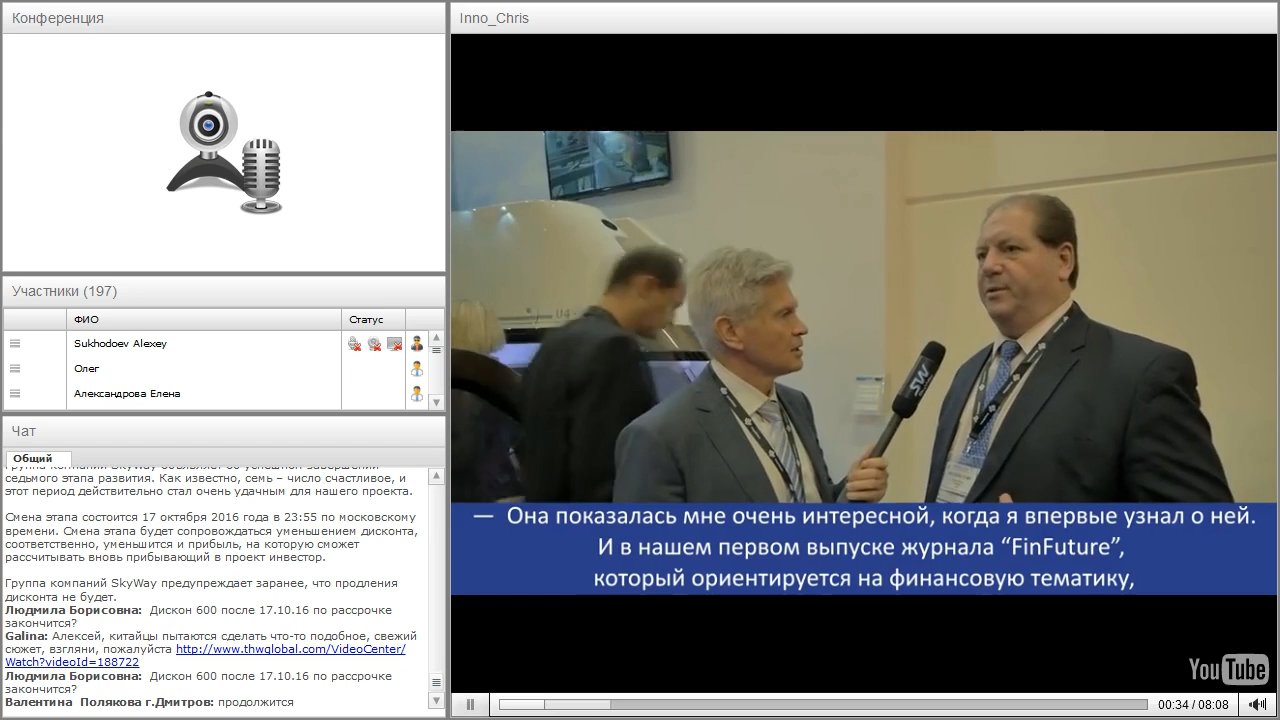 Конференция
Inno_Chris
Участники (197)
ФИО
Статус
Sukhodoev Alexey
Олег
Александрова Елена
Чат
Общий
седьмого этапа развития. Как известно, семь – число счастливое, и
этот период действительно стал очень удачным для нашего проекта.
Смена этапа состоится 17 октября 2016 года в 23:55 по московскому
времени. Смена этапа будет сопровождаться уменьшением дисконта,
соответственно, уменьшится и прибыль, на которую сможет
рассчитывать вновь прибывающий в проект инвестор.
Группа компаний SkyWay предупреждает заранее, что продления
дисконта не будет.
Людмила Борисовна: Дискон 600 после 17.10.16 по рассрочке
закончится?
Galina: Алексей, китайцы пытаются сделать что-то подобное, свежий
сюжет, взгляни, пожалуйста http://www.thwglobal.com/VideoCenter/
Watch?videoId=188722
Людмила Борисовна: Дискон 600 после 17.10.16 по рассрочке
закончится?
Валентина Полякова г.Дмитров: продолжится
SW
— Она показалась мне очень интересной, когда я впервые узнал о ней.
И в нашем первом выпуске журнала “FinFuture”,
который ориентируется на финансовую тематику,
YouTube
00:34 / 08:08